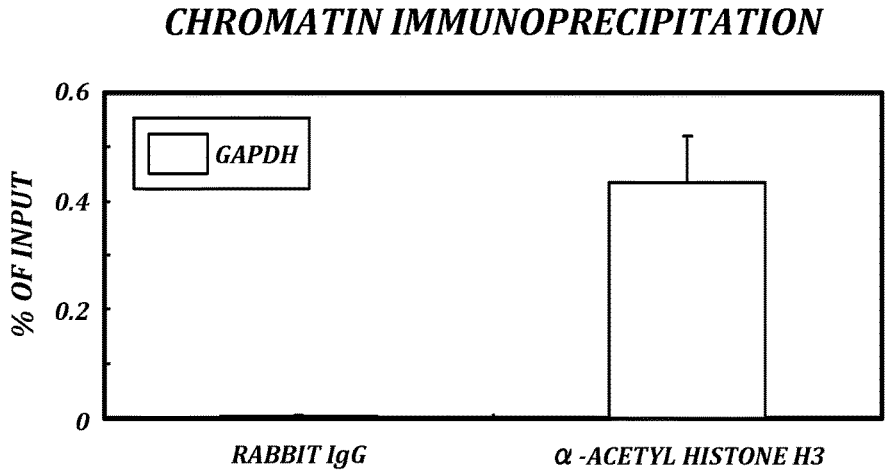 CHROMATIN IMMUNOPRECIPITATION
% OF INPUT
0.6
0.4
0.2
0
GAPDH
RABBIT IgG
α-ACETYL HISTONE H3